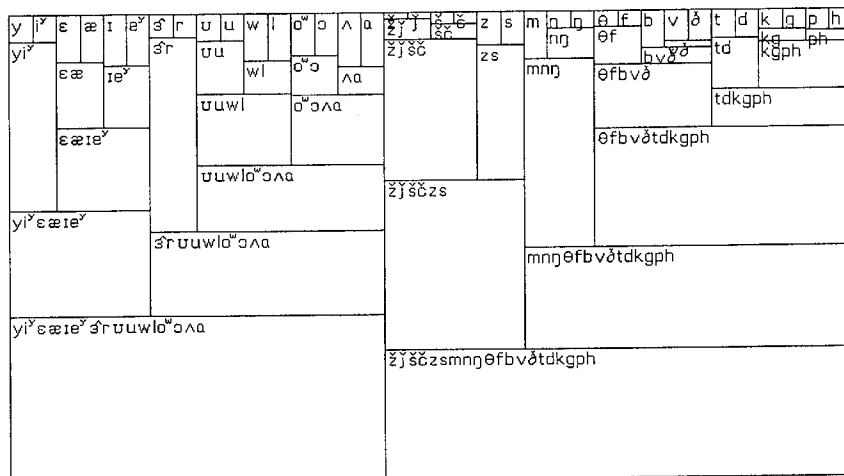 y iʸ ɛ æ ɪ eʸ ɝ r ʊ u w l oʷ ɔ ʌ ɑ ž ǰ š č z s m n ŋ θ f b v ð t d k g p h
žǰ šč nŋ θf vð kg ph
yiʸ ɝr ʊu žǰšč bvð td kgph
ɛæ ɪeʸ wl oʷɔ ʌɑ zs mnŋ θfbvð
ʊuwl oʷɔʌɑ tdkgph
ɛæɪeʸ θfbvðtdkgph
ʊuwloʷɔʌɑ žǰščzs
yiʸɛæɪeʸ ɝrʊuwloʷɔʌɑ mnŋθfbvðtdkgph
yiʸɛæɪeʸɝrʊuwloʷɔʌɑ
žǰščzsmnŋθfbvðtdkgph